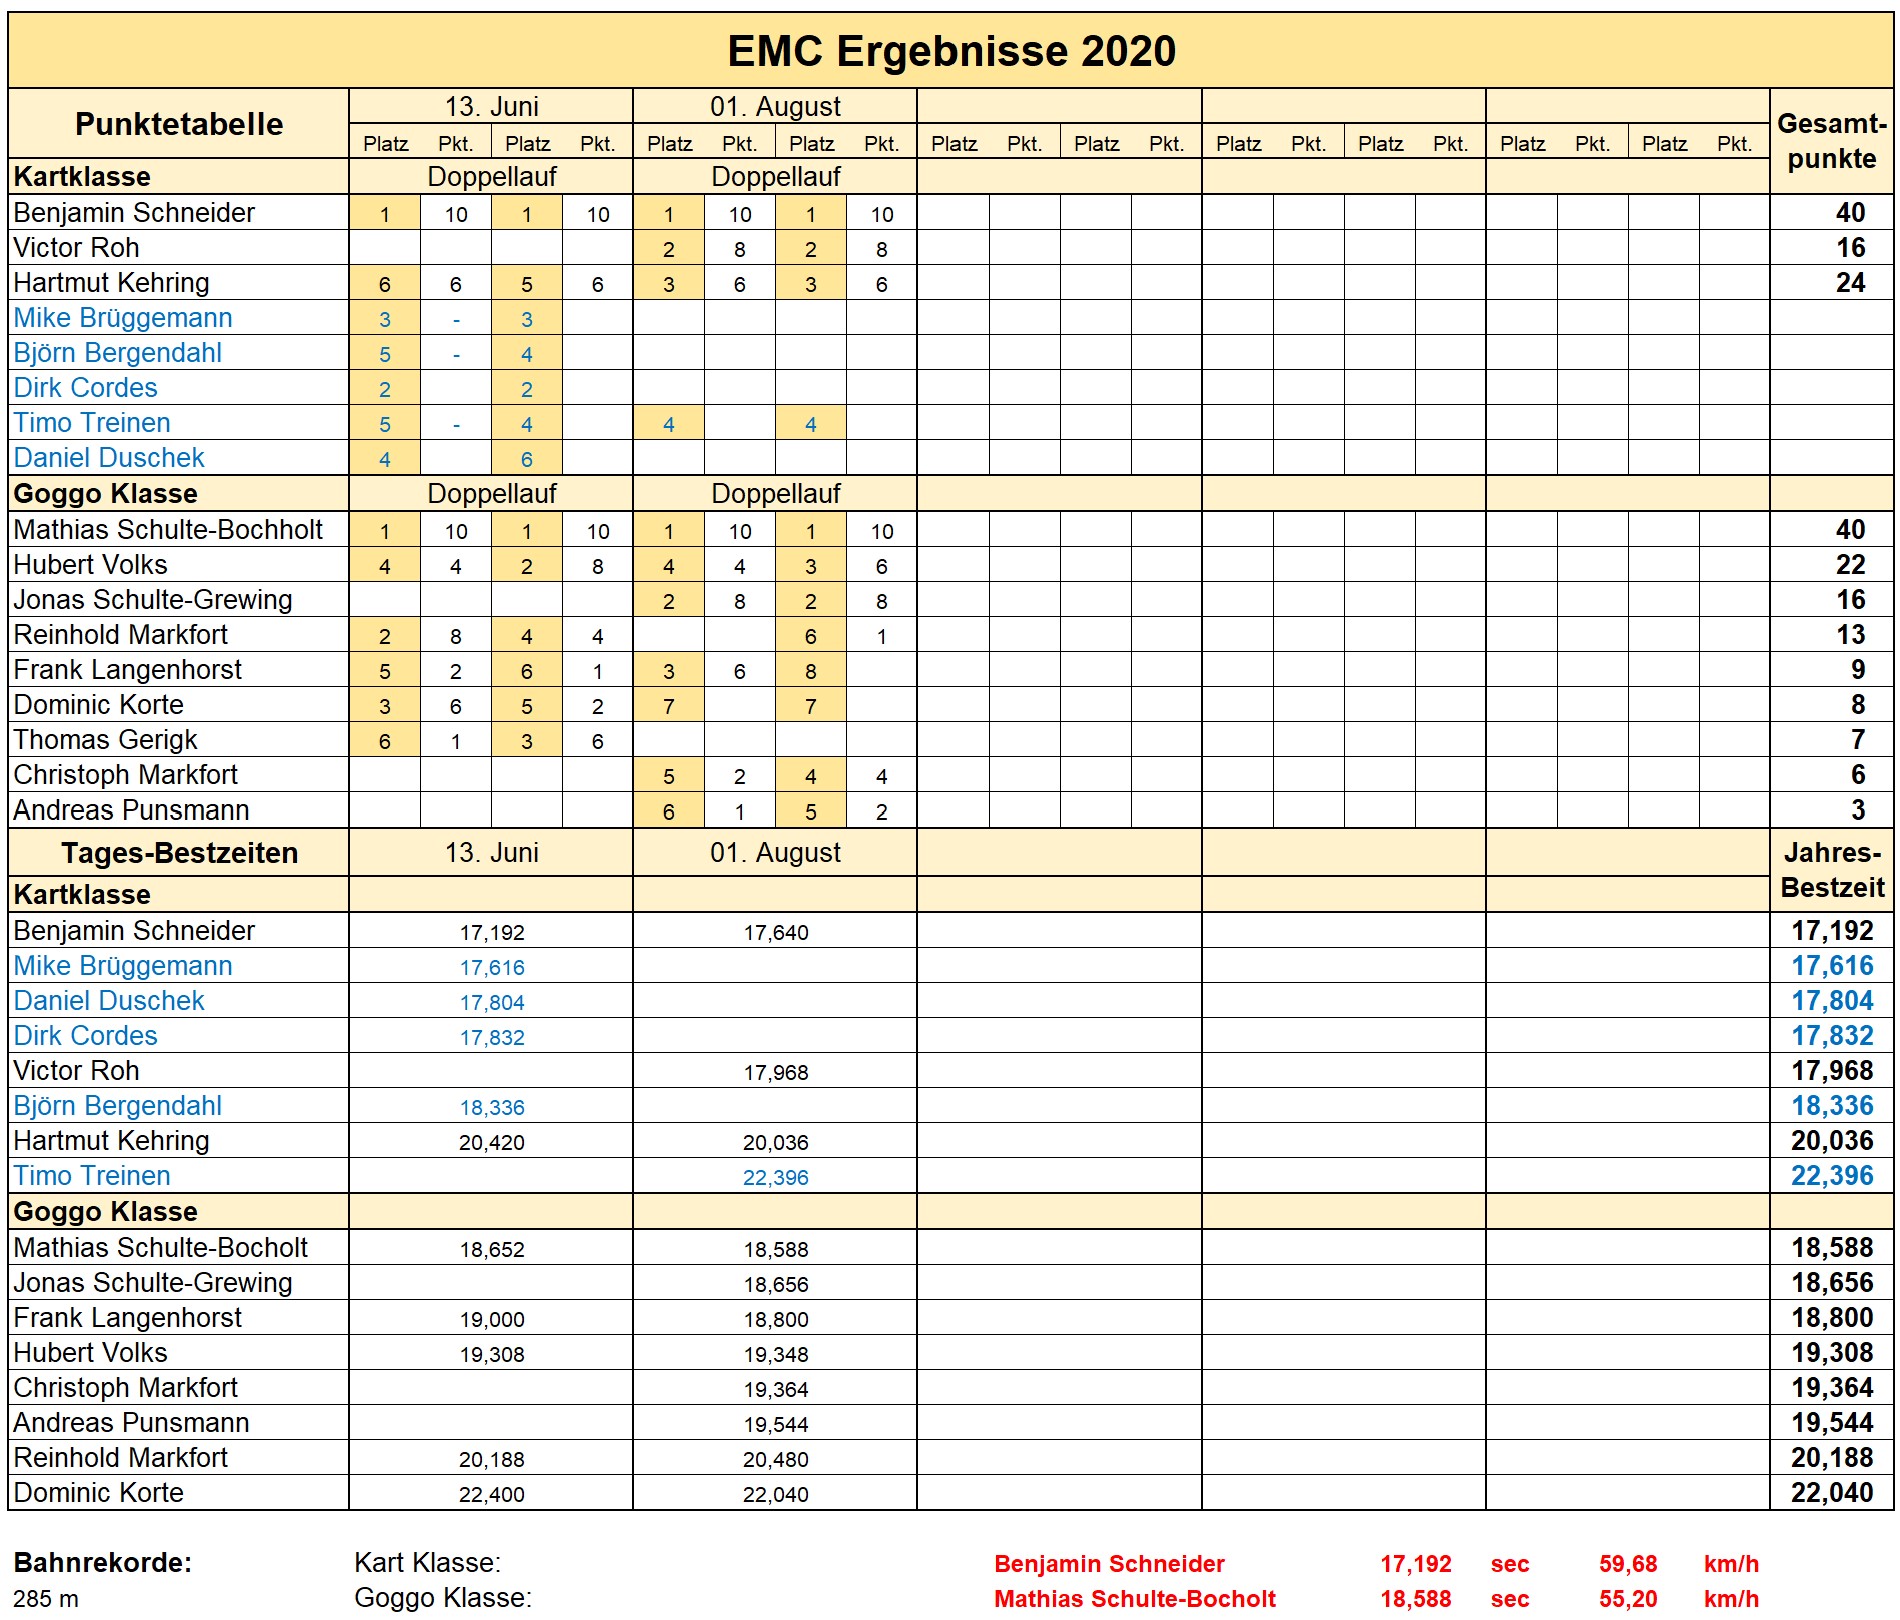 EMC Ergebnisse 2020
Punktetabelle 13. Juni 01. August Gesamt-punkte
Platz Pkt. Platz Pkt. Platz Pkt. Platz Pkt. Platz Pkt. Platz Pkt. Platz Pkt. Platz Pkt. Platz Pkt. Platz Pkt.
Kartklasse Doppellauf Doppellauf
Benjamin Schneider 1 10 1 10 1 10 1 10 40
Victor Roh 2 8 2 8 16
Hartmut Kehring 6 6 5 6 3 6 3 6 24
Mike Brüggemann 3 - 3
Björn Bergendahl 5 - 4
Dirk Cordes 2 2
Timo Treinen 5 - 4 4 4
Daniel Duschek 4 6
Goggo Klasse Doppellauf Doppellauf
Mathias Schulte-Bochholt 1 10 1 10 1 10 1 10 40
Hubert Volks 4 4 2 8 4 4 3 6 22
Jonas Schulte-Grewing 2 8 2 8 16
Reinhold Markfort 2 8 4 4 6 1 13
Frank Langenhorst 5 2 6 1 3 6 8 9
Dominic Korte 3 6 5 2 7 7 8
Thomas Gerigk 6 1 3 6 7
Christoph Markfort 5 2 4 4 6
Andreas Punsmann 6 1 5 2 3
Tages-Bestzeiten 13. Juni 01. August Jahres-Bestzeit
Kartklasse
Benjamin Schneider 17,192 17,640 17,192
Mike Brüggemann 17,616 17,616
Daniel Duschek 17,804 17,804
Dirk Cordes 17,832 17,832
Victor Roh 17,968 17,968
Björn Bergendahl 18,336 18,336
Hartmut Kehring 20,420 20,036 20,036
Timo Treinen 22,396 22,396
Goggo Klasse
Mathias Schulte-Bocholt 18,652 18,588 18,588
Jonas Schulte-Grewing 18,656 18,656
Frank Langenhorst 19,000 18,800 18,800
Hubert Volks 19,308 19,348 19,308
Christoph Markfort 19,364 19,364
Andreas Punsmann 19,544 19,544
Reinhold Markfort 20,188 20,480 20,188
Dominic Korte 22,400 22,040 22,040
Bahnrekorde: Kart Klasse: Benjamin Schneider 17,192 sec 59,68 km/h
285 m Goggo Klasse: Mathias Schulte-Bocholt 18,588 sec 55,20 km/h